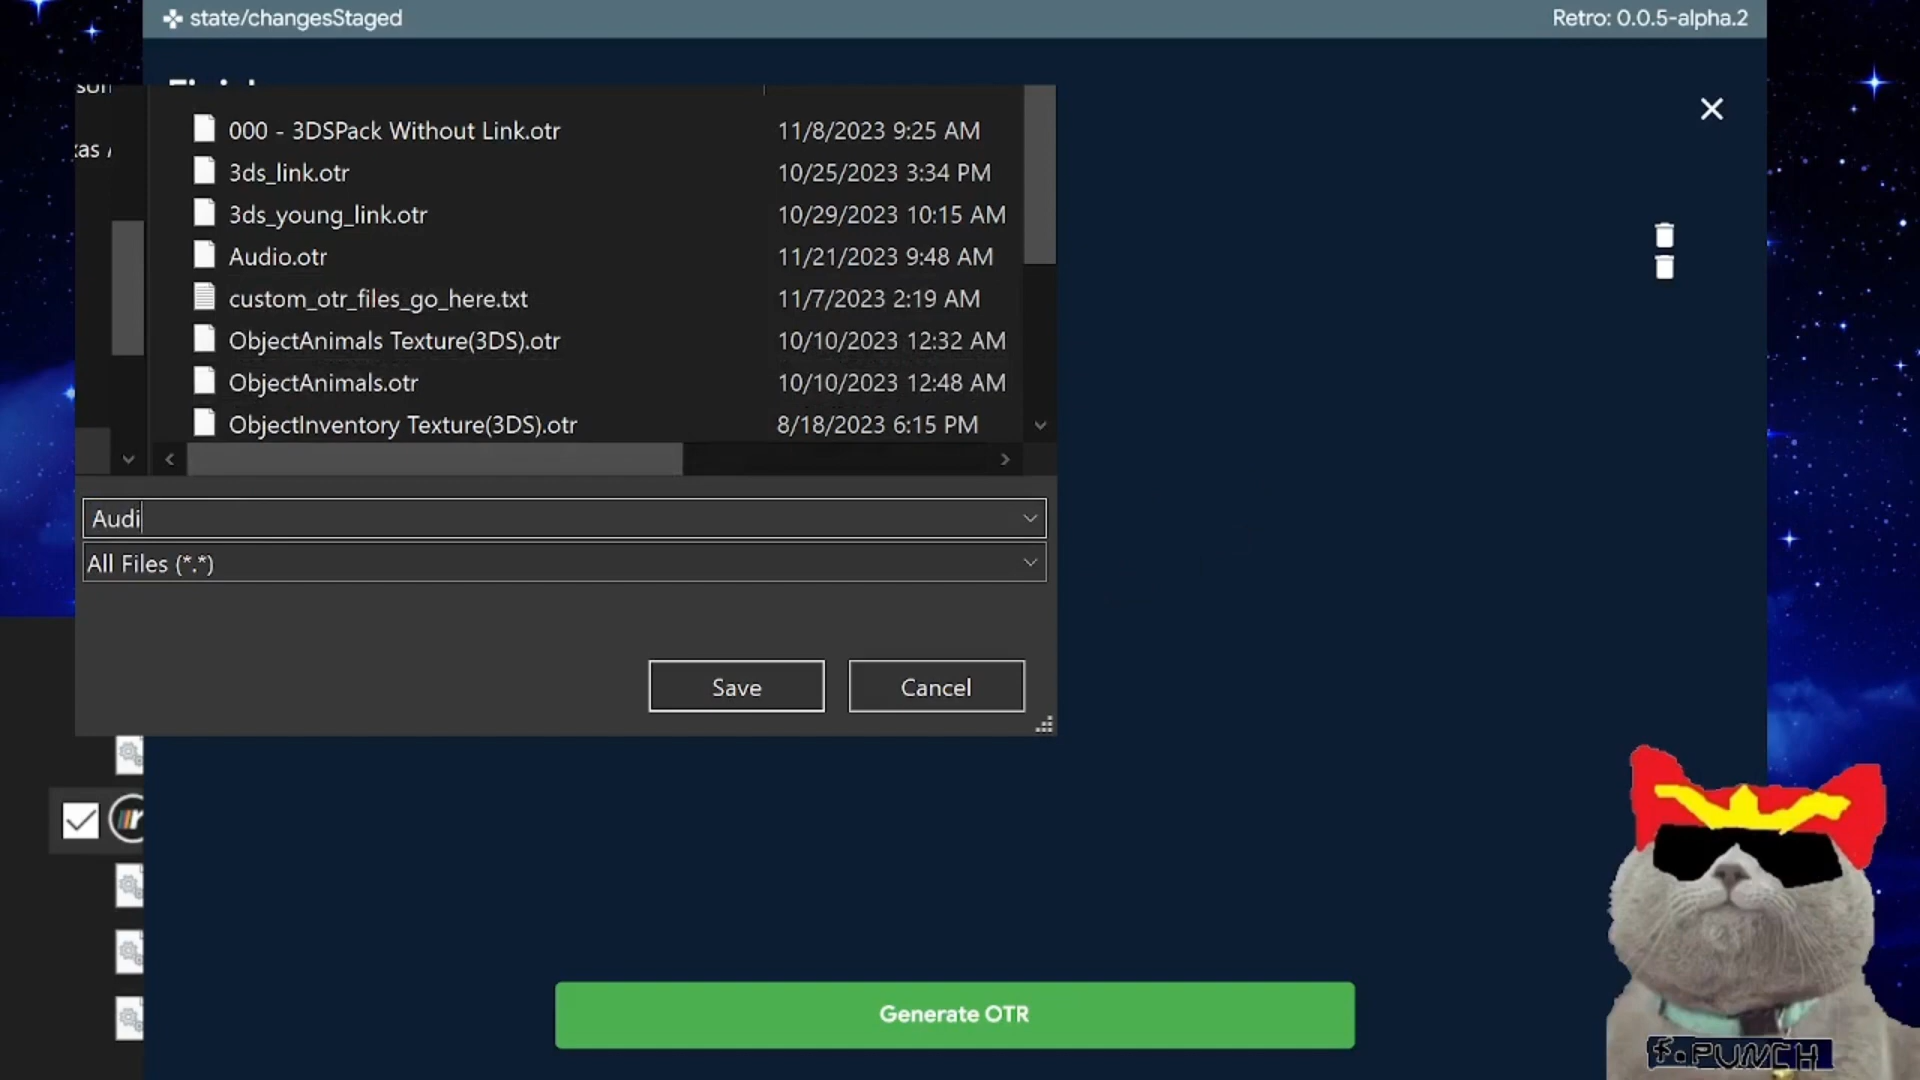 state/changesStaged
Retro: 0.0.5-alpha.2
000 - 3DSPack Without Link.otr 11/8/2023 9:25 AM
3ds_link.otr 10/25/2023 3:34 PM
3ds_young_link.otr 10/29/2023 10:15 AM
Audio.otr 11/21/2023 9:48 AM
custom_otr_files_go_here.txt 11/7/2023 2:19 AM
ObjectAnimals Texture(3DS).otr 10/10/2023 12:32 AM
ObjectAnimals.otr 10/10/2023 12:48 AM
ObjectInventory Texture(3DS).otr 8/18/2023 6:15 PM
Audi
All Files (*.*)
Save
Cancel
Generate OTR
f.PUNCH